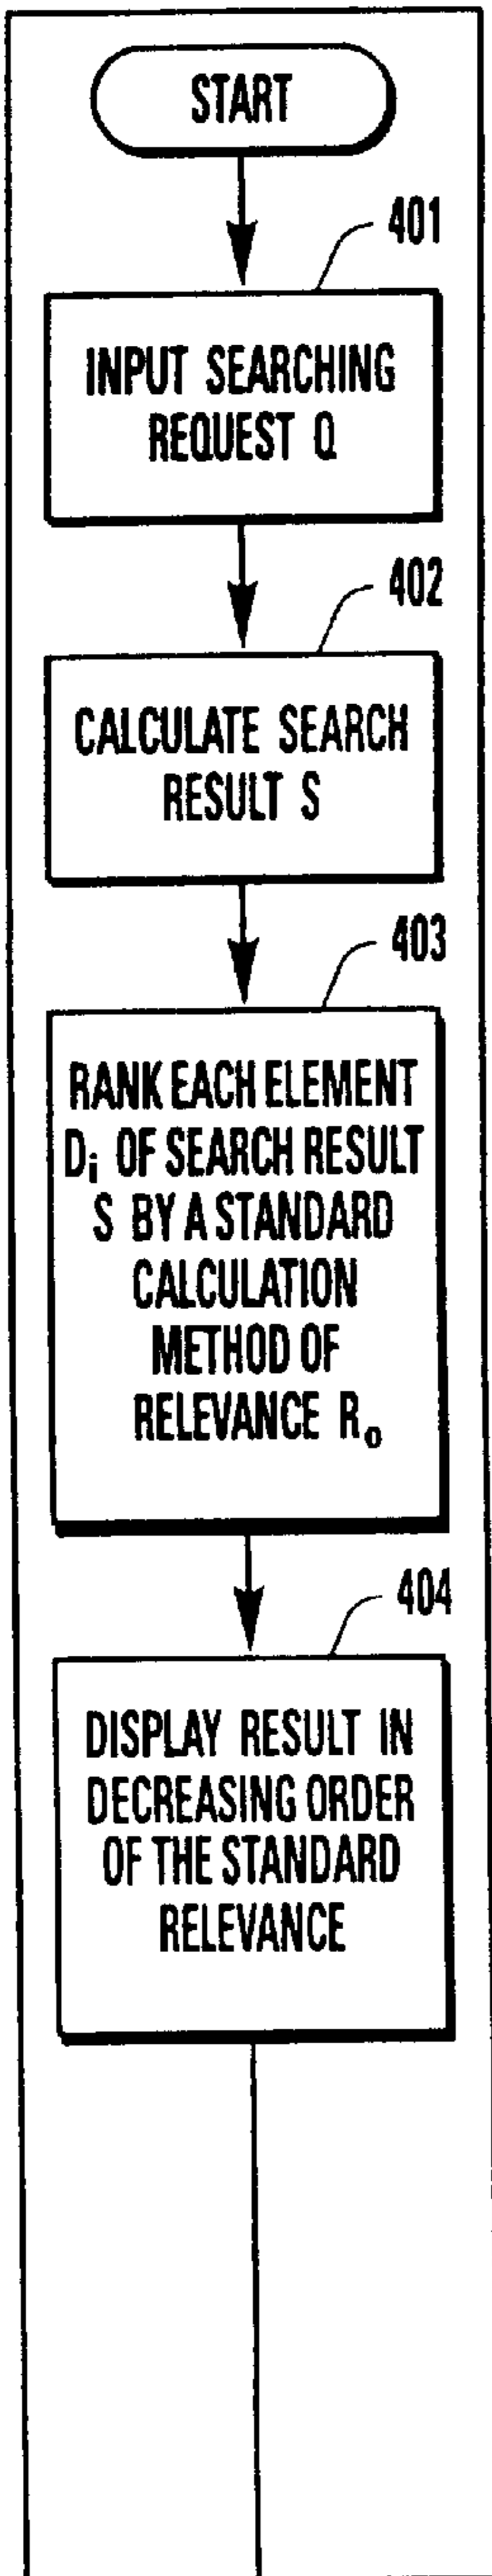 START
401
INPUT SEARCHING
REQUEST Q
402
CALCULATE SEARCH
RESULT S
403
RANK EACH ELEMENT
Di OF SEARCH RESULT
S BY A STANDARD
CALCULATION
METHOD OF
RELEVANCE Ro
404
DISPLAY RESULT IN
DECREASING ORDER
OF THE STANDARD
RELEVANCE